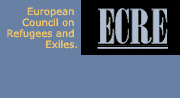 European
Council on
Refugees and
Exiles.
ECRE